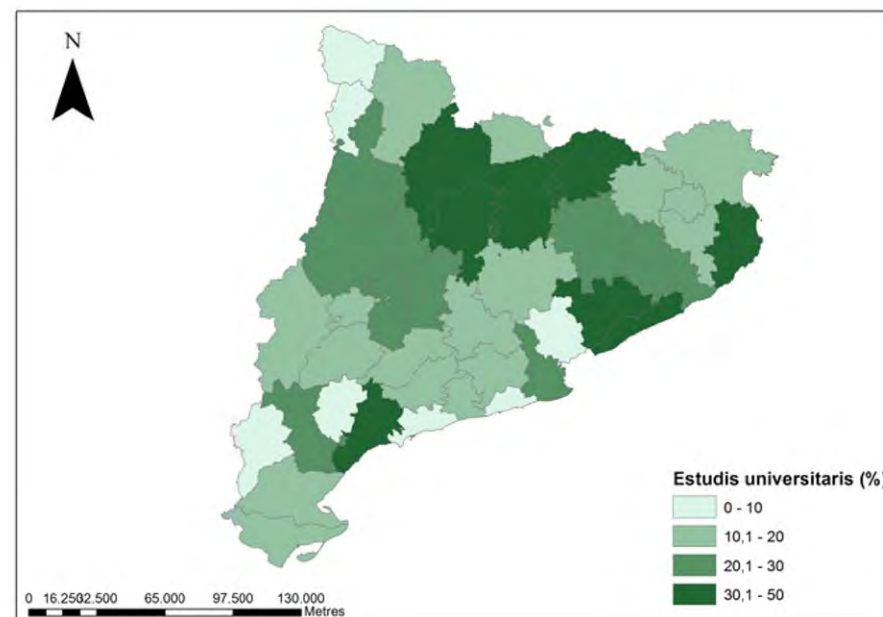 N
Estudis universitaris (%)
0 - 10
10,1 - 20
20,1 - 30
30,1 - 50
0 16.250 32.500 65.000 97.500 130.000
Metres